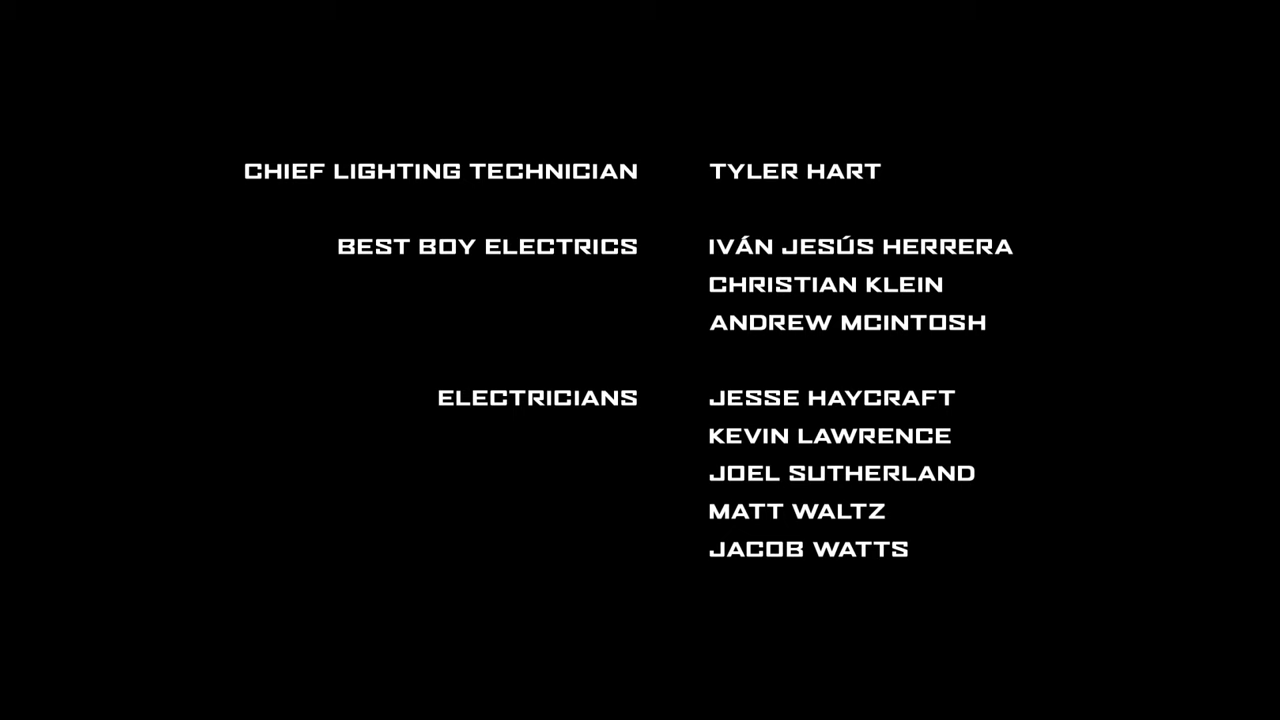 CHIEF LIGHTING TECHNICIAN TYLER HART
BEST BOY ELECTRICS IVÁN JESÚS HERRERA
CHRISTIAN KLEIN
ANDREW MCINTOSH
ELECTRICIANS JESSE HAYCRAFT
KEVIN LAWRENCE
JOEL SUTHERLAND
MATT WALTZ
JACOB WATTS